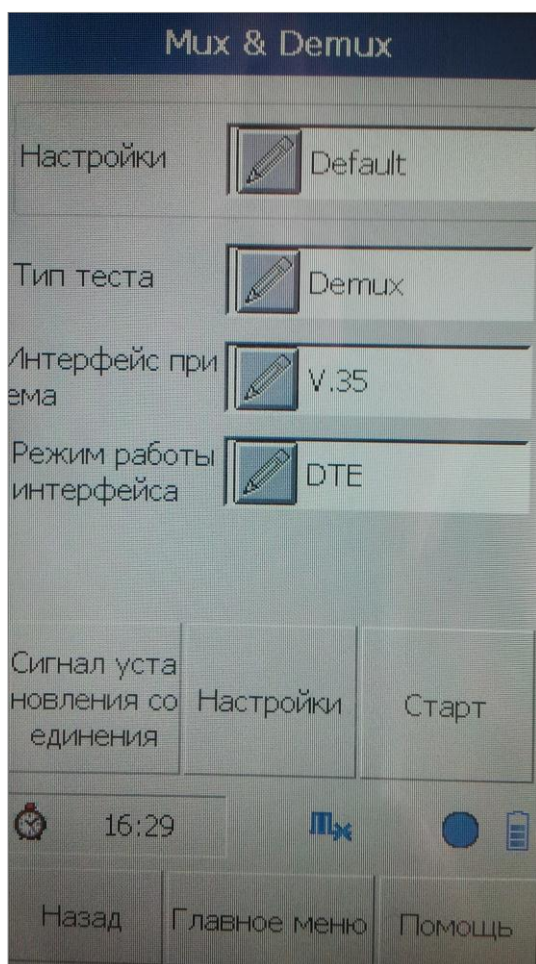 Mux & Demux
Настройки
Default
Тип теста
Demux
Интерфейс при
ема
V.35
Режим работы
интерфейса
DTE
Сигнал уста
новления со
единения
Настройки
Старт
16:29
Назад
Главное меню
Помощь